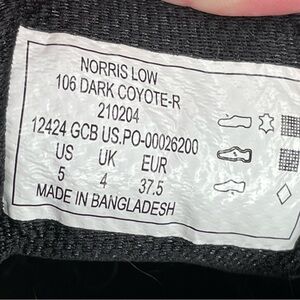 NORRIS LOW
106 DARK COYOTE-R
210204
12424 GCB US.PO-00026200
US UK EUR
5 4 37.5
MADE IN BANGLADESH